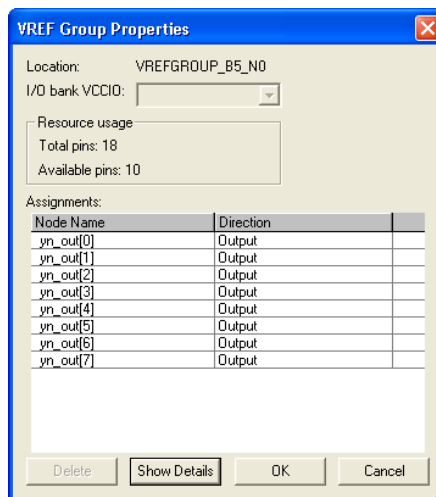 VREF Group Properties
Location: VREFGROUP_B5_N0
I/O bank VCCIO:
Resource usage
Total pins: 18
Available pins: 10
Assignments:
Node Name Direction
yn_out[0] Output
yn_out[1] Output
yn_out[2] Output
yn_out[3] Output
yn_out[4] Output
yn_out[5] Output
yn_out[6] Output
yn_out[7] Output
Delete Show Details OK Cancel